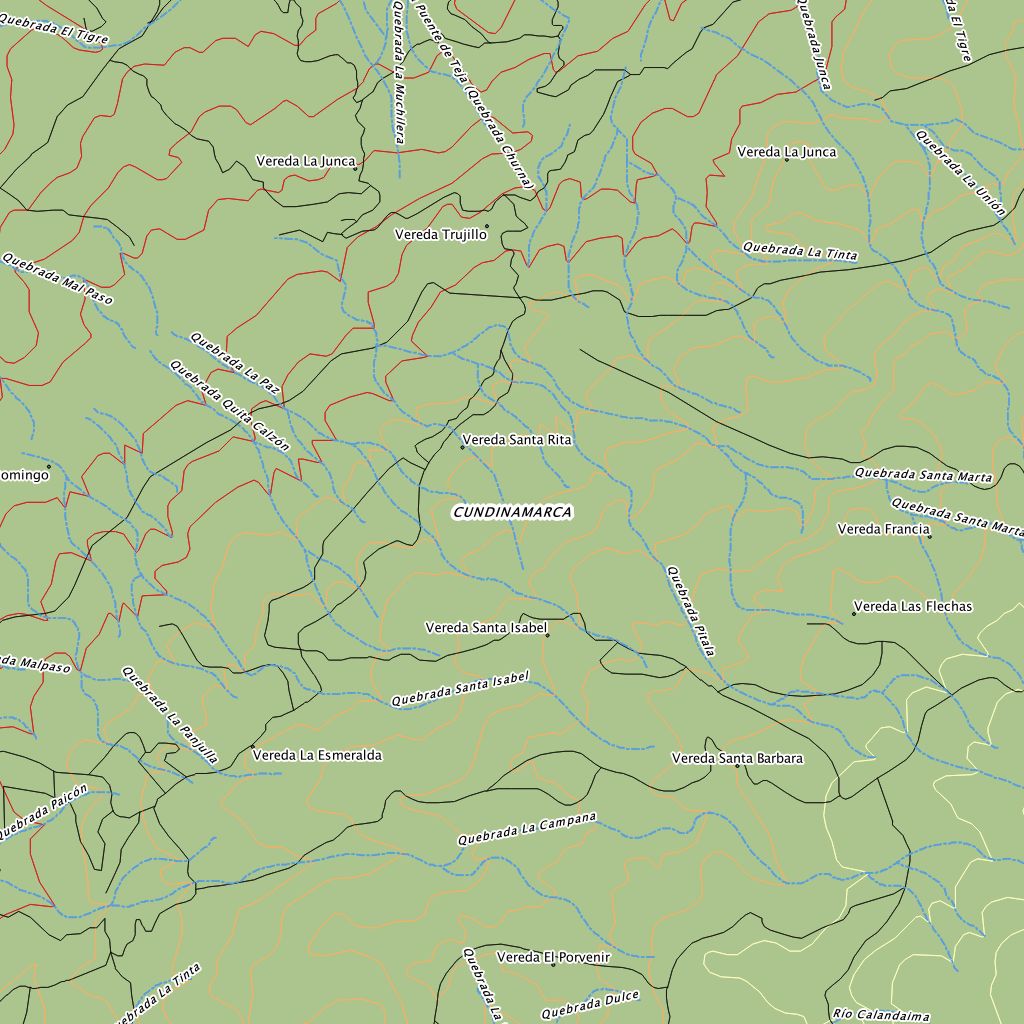 Quebrada El Tigre
Quebrada La Muchilera
Puente de Teja (Quebrada Churna)
Quebrada Junca
El Tigre
Vereda La Junca
Vereda La Junca
Quebrada La Unión
Vereda Trujillo
Quebrada La Tinta
Quebrada Mal Paso
Quebrada La Paz
Quebrada Quita Calzón
Vereda Santa Rita
omingo
Quebrada Santa Marta
CUNDINAMARCA
Quebrada Santa Marta
Vereda Francia
Quebrada Pitala
Vereda Las Flechas
Vereda Santa Isabel
da Malpaso
Quebrada La Panjulla
Quebrada Santa Isabel
Vereda La Esmeralda
Vereda Santa Barbara
Quebrada Paicón
Quebrada La Campana
Vereda El Porvenir
Quebrada La
ebrada La Tinta
Quebrada Dulce
Río Calandaima